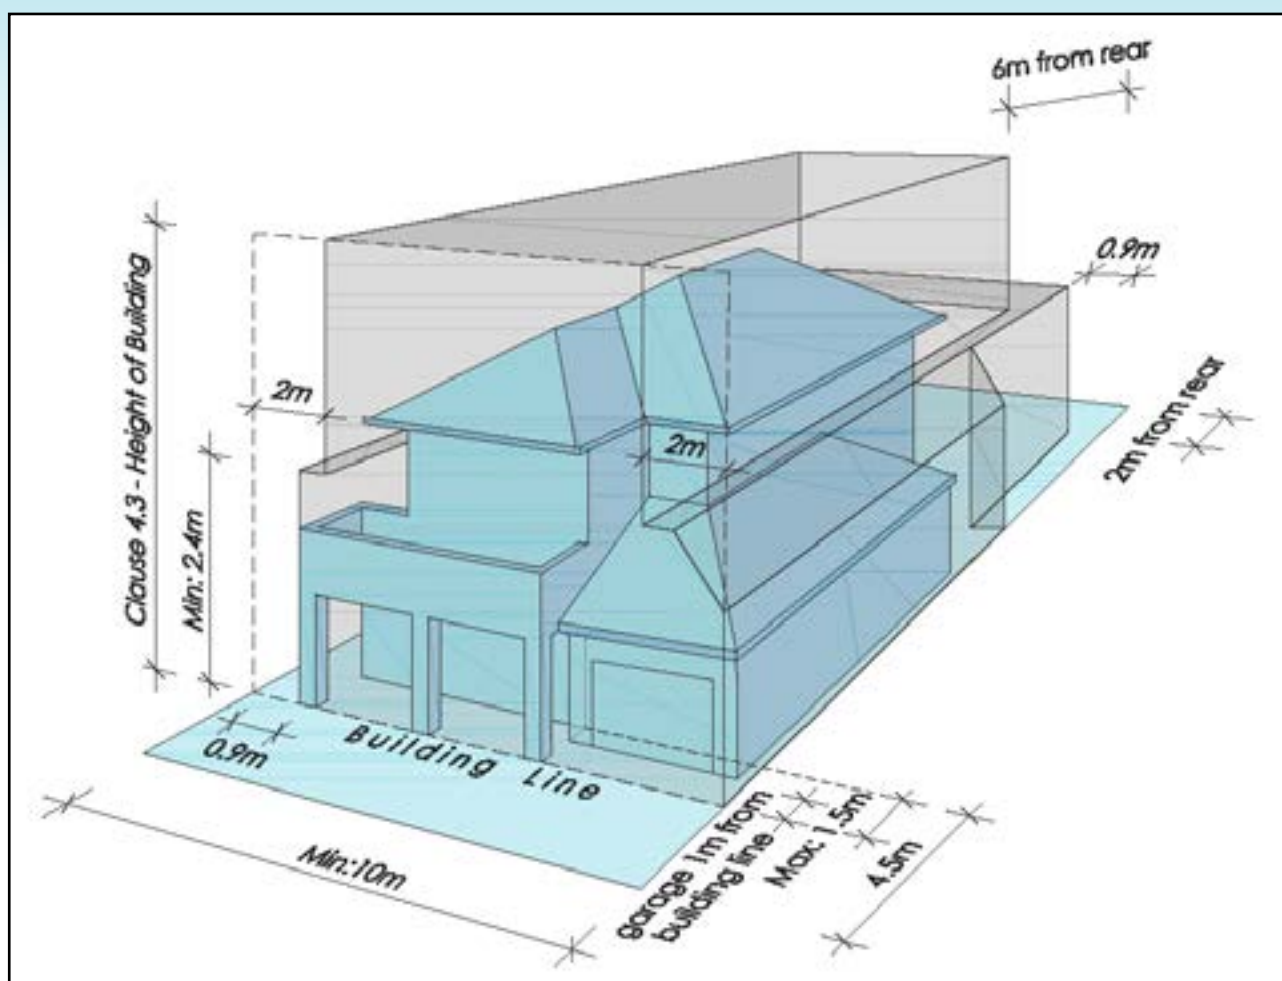 6m from rear
0.9m
Clause 4.3 - Height of Building
2m
2m
2m from rear
Min: 2.4m
0.9m
Building Line
Min:10m
garage 1m from
building line
Max: 1.5m
4.5m